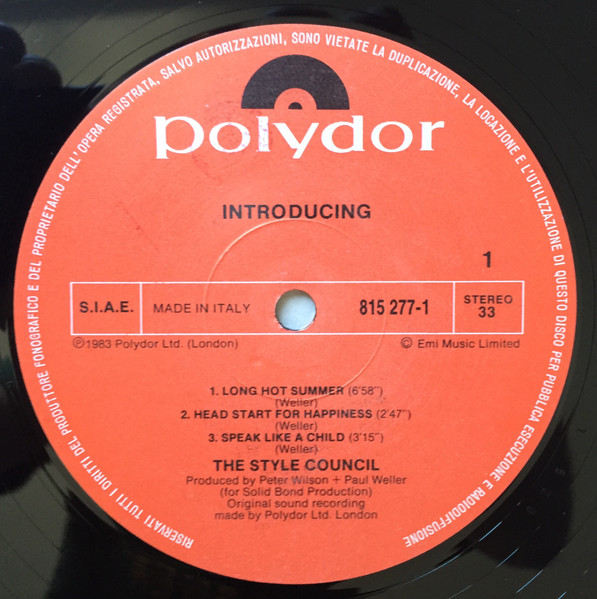 RISERVATI TUTTI I DIRITTI DEL PRODUTTORE FONOGRAFICO E DEL PROPRIETARIO DELL'OPERA REGISTRATA, SALVO AUTORIZZAZIONI, SONO VIETATE LA DUPLICAZIONE, LA LOCAZIONE E L'UTILIZZAZIONE DI QUESTO DISCO PER PUBBLICA ESECUZIONE E RADIODIFFUSIONE
polydor
INTRODUCING
1
S.I.A.E. MADE IN ITALY 815 277-1 STEREO
33
℗1983 Polydor Ltd. (London) © Emi Music Limited
1. LONG HOT SUMMER (6'58")
(Weller)
2. HEAD START FOR HAPPINESS (2'47")
(Weller)
3. SPEAK LIKE A CHILD (3'15")
(Weller)
THE STYLE COUNCIL
Produced by Peter Wilson + Paul Weller
(for Solid Bond Production)
Original sound recording
made by Polydor Ltd. London